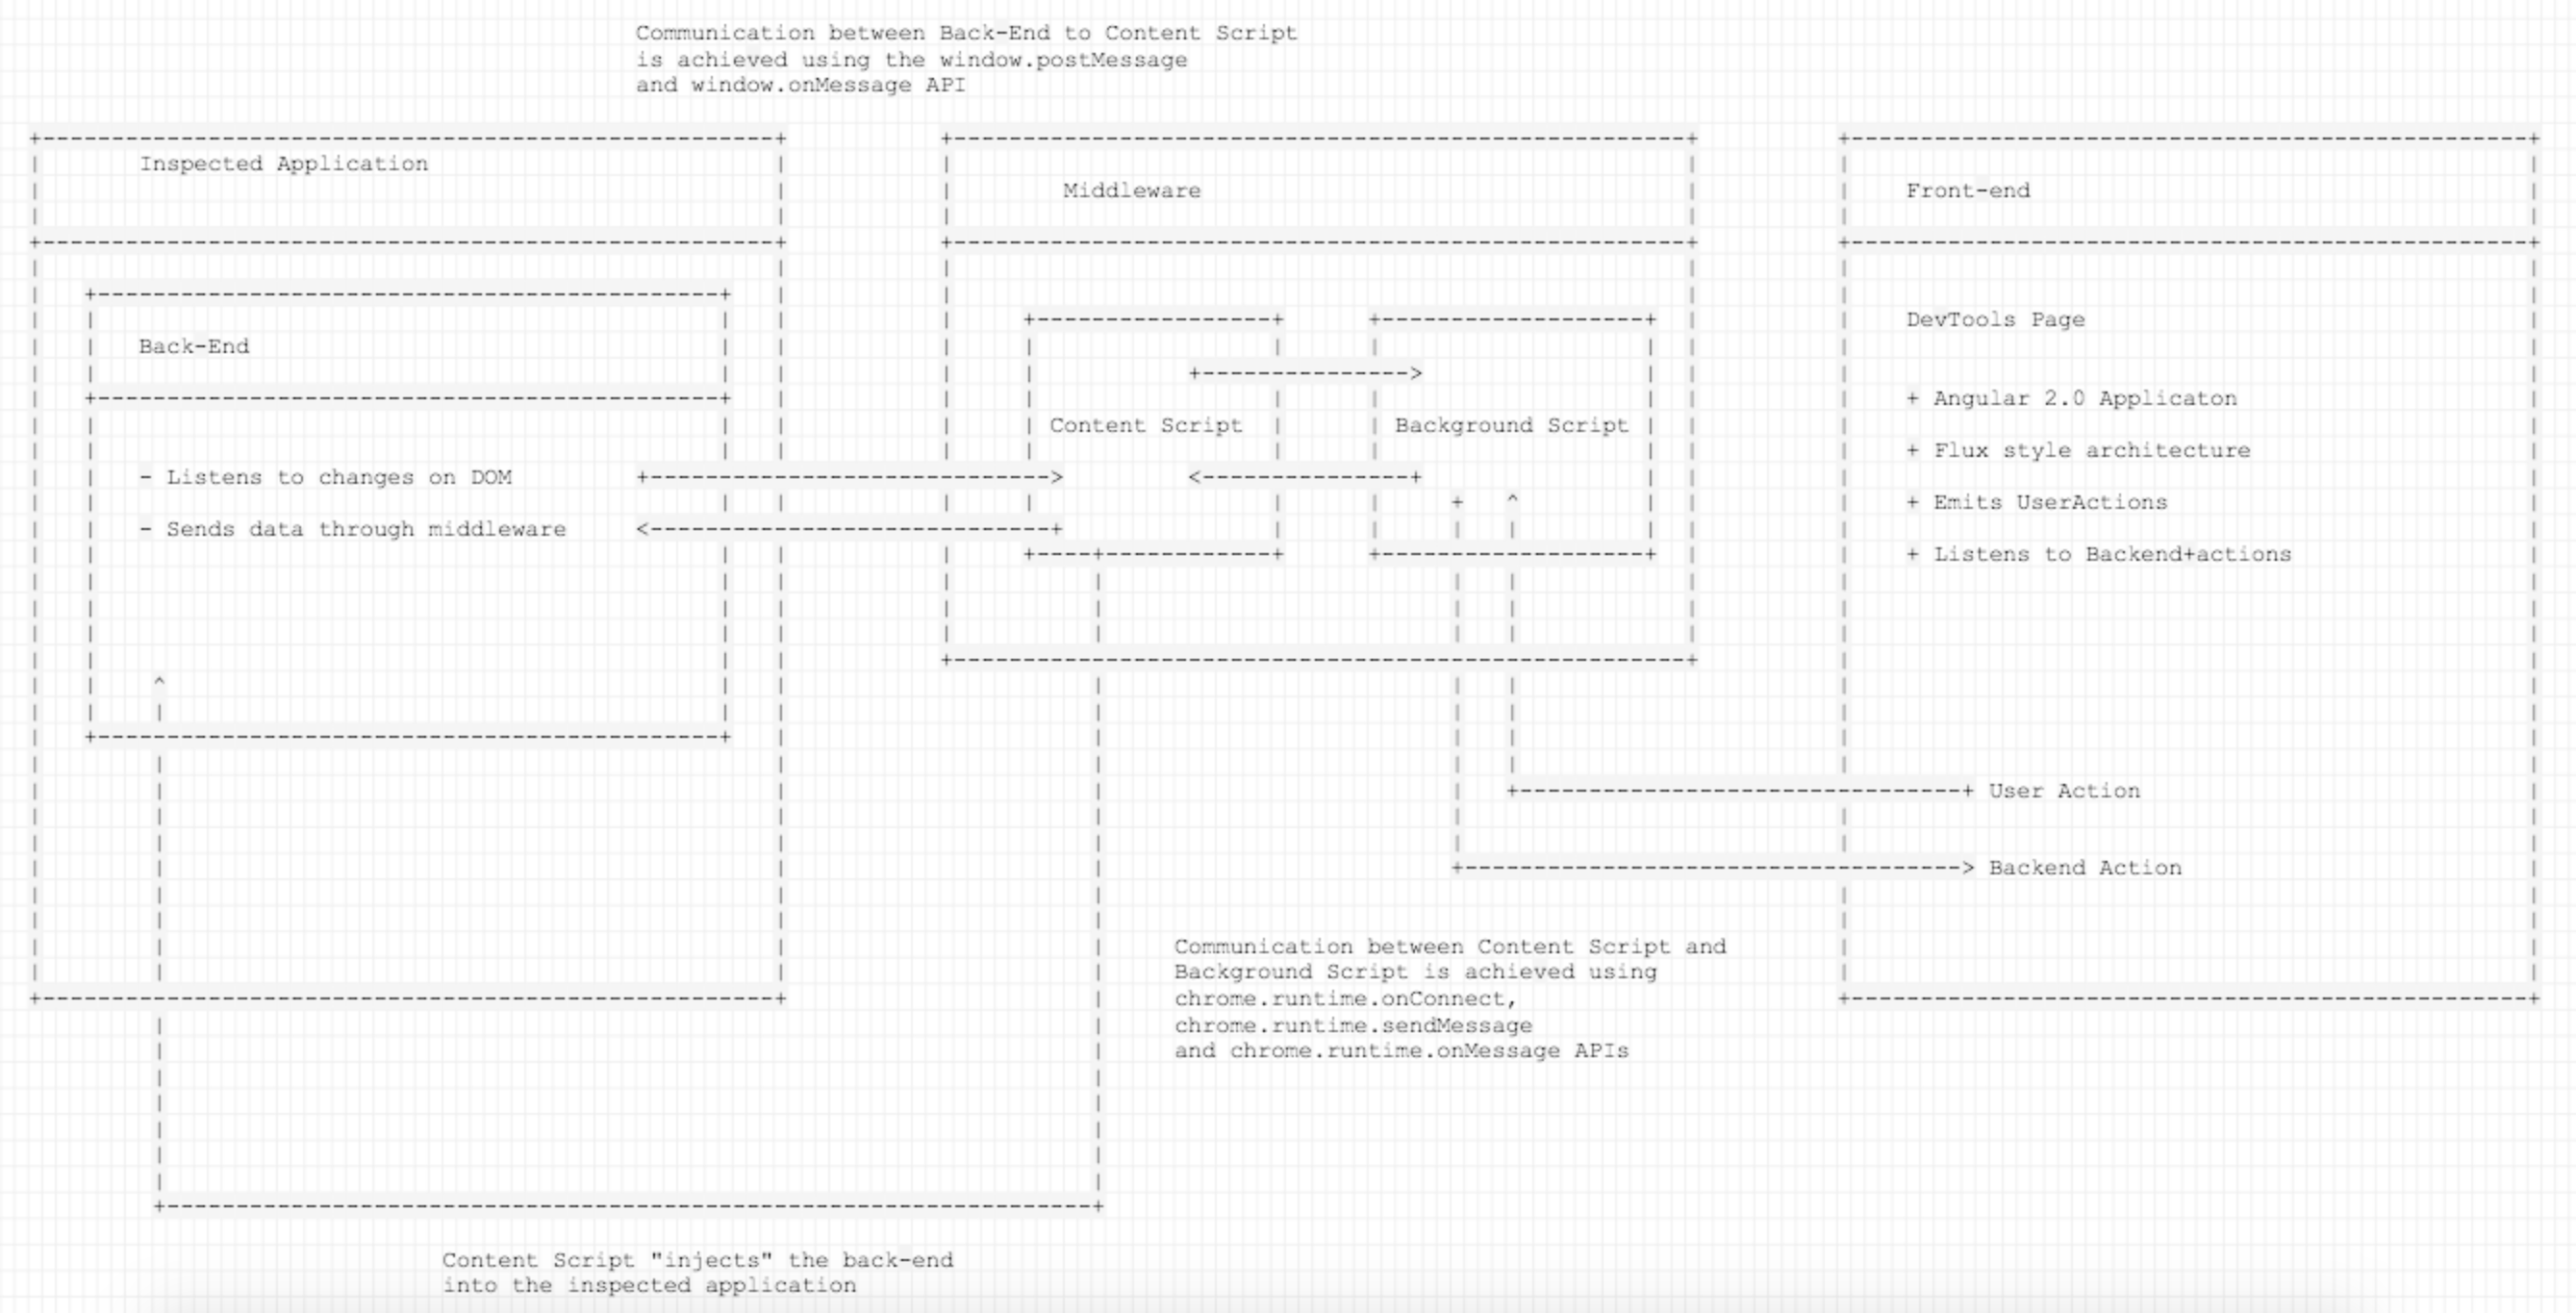 Communication between Back-End to Content Script
is achieved using the window.postMessage
and window.onMessage API
Inspected Application
Back-End
- Listens to changes on DOM
- Sends data through middleware
Middleware
Content Script
Background Script
Front-end
DevTools Page
+ Angular 2.0 Applicaton
+ Flux style architecture
+ Emits UserActions
+ Listens to Backend+actions
User Action
Backend Action
Communication between Content Script and
Background Script is achieved using
chrome.runtime.onConnect,
chrome.runtime.sendMessage
and chrome.runtime.onMessage APIs
Content Script "injects" the back-end
into the inspected application